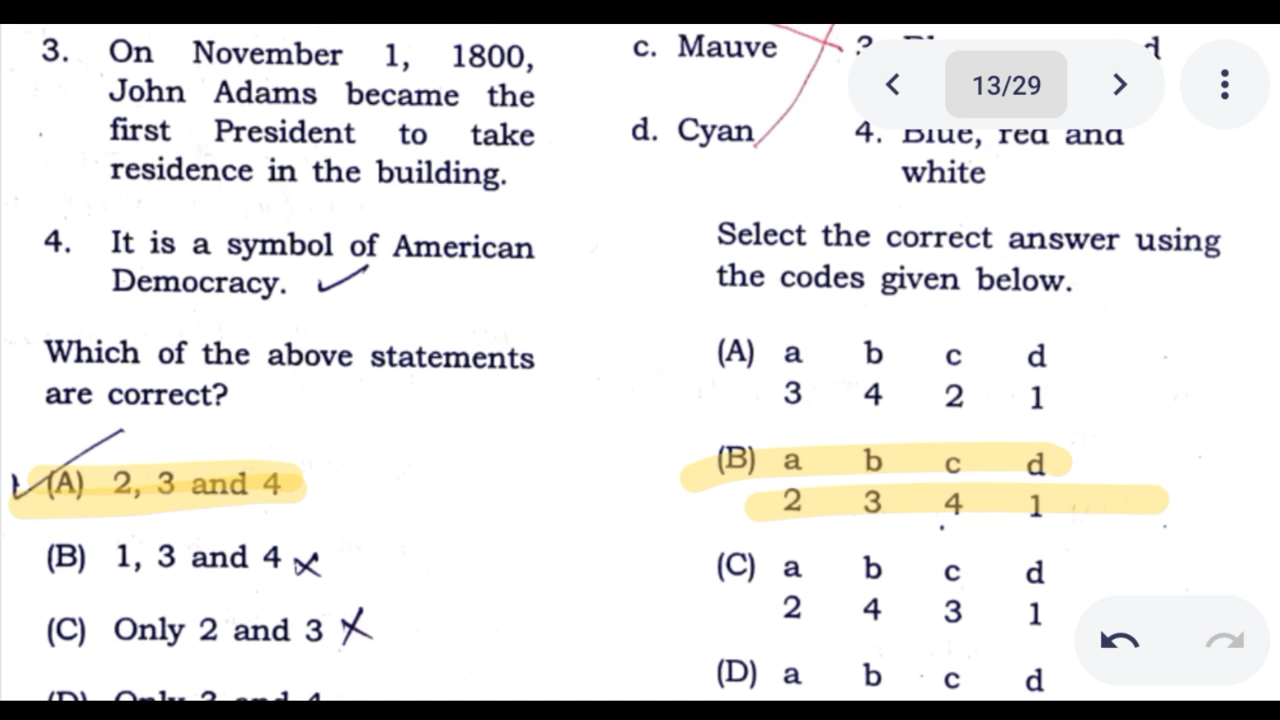 3. On November 1, 1800,
John Adams became the
first President to take
residence in the building.
4. It is a symbol of American
Democracy.
Which of the above statements
are correct?
(A) 2, 3 and 4
(B) 1, 3 and 4
(C) Only 2 and 3
Only
c. Mauve
d. Cyan
4. Blue, red and
white
Select the correct answer using
the codes given below.
(A) a b c d
3 4 2 1
(B) a b c d
2 3 4 1
(C) a b c d
2 4 3 1
(D) a b c d
13/29